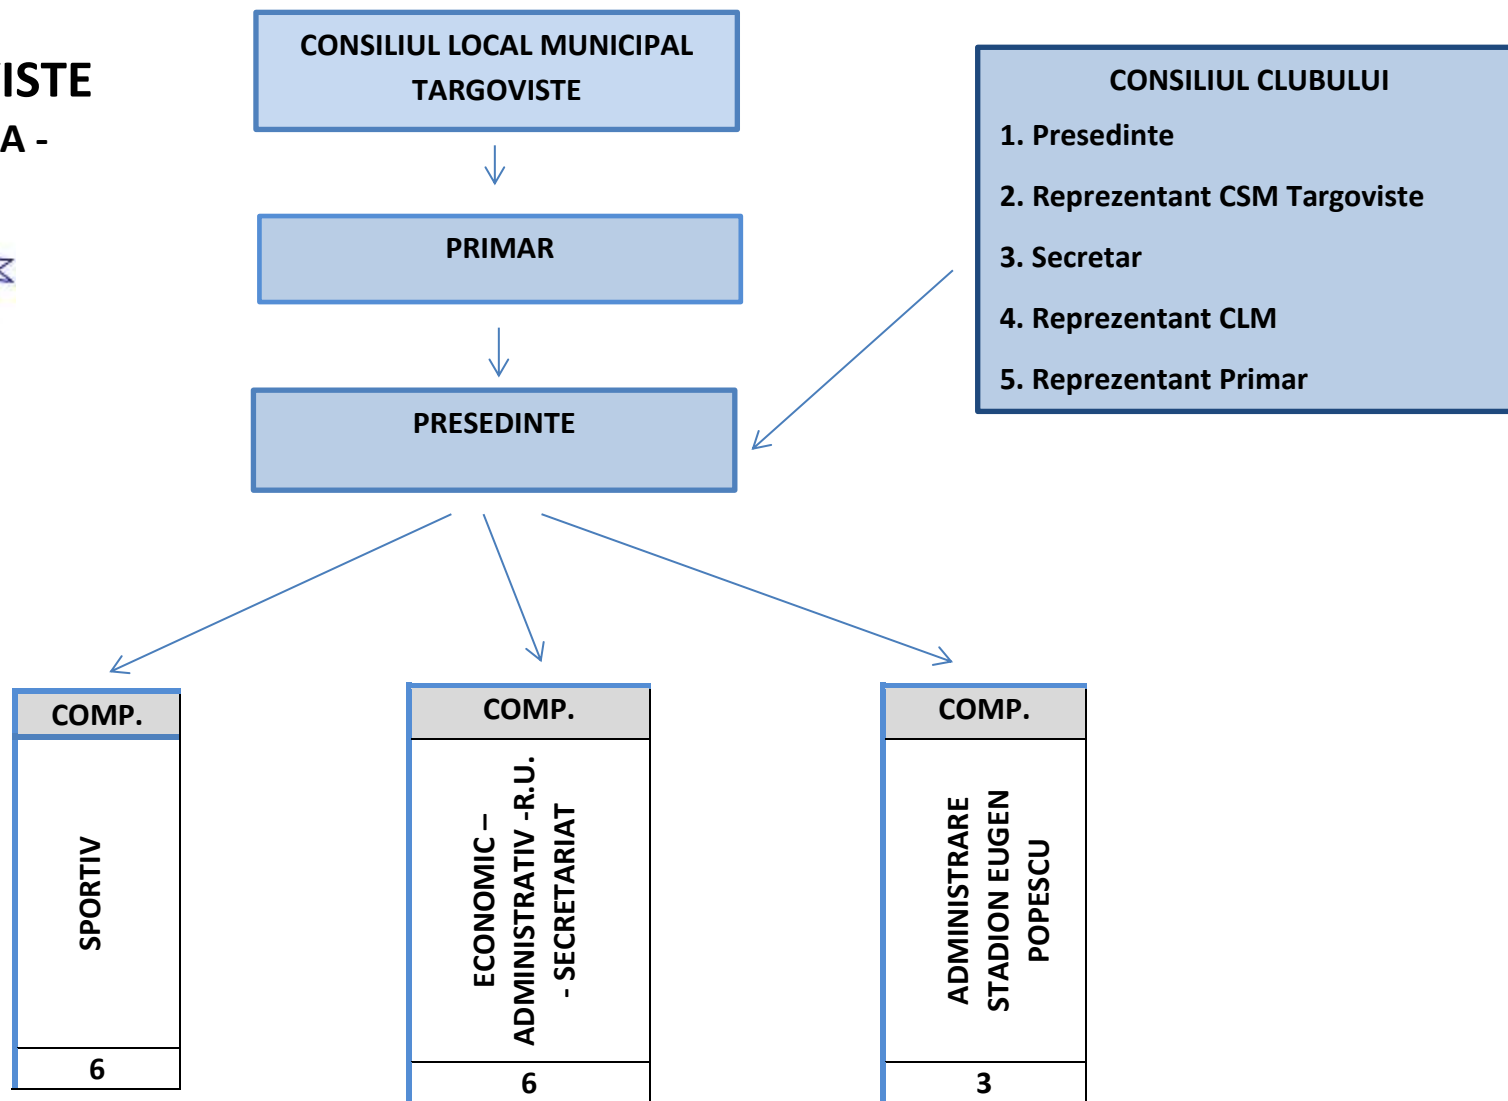 ISTE
A -
CONSILIUL LOCAL MUNICIPAL
TARGOVISTE
PRIMAR
PRESEDINTE
CONSILIUL CLUBULUI
1. Presedinte
2. Reprezentant CSM Targoviste
3. Secretar
4. Reprezentant CLM
5. Reprezentant Primar
COMP.
SPORTIV
6
COMP.
ECONOMIC –
ADMINISTRATIV -R.U.
- SECRETARIAT
6
COMP.
ADMINISTRARE
STADION EUGEN
POPESCU
3